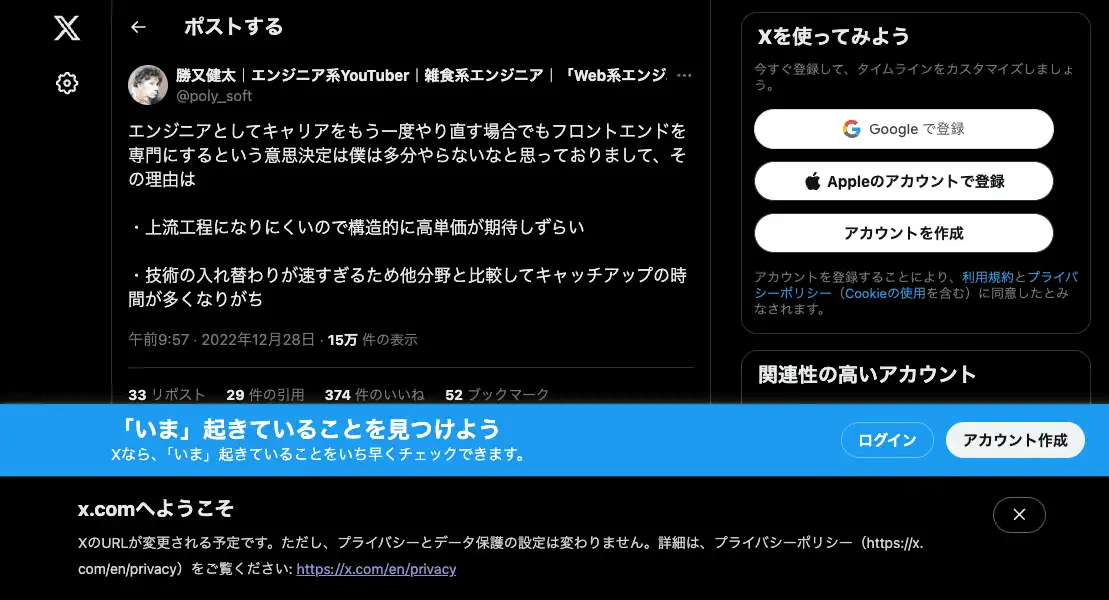 ポストする
勝又健太｜エンジニア系YouTuber｜雑食系エンジニア｜「Web系エンジ
@poly_soft
エンジニアとしてキャリアをもう一度やり直す場合でもフロントエンドを
専門にするという意思決定は僕は多分やらないなと思っておりまして、そ
の理由は
・上流工程になりにくいので構造的に高単価が期待しずらい
・技術の入れ替わりが速すぎるため他分野と比較してキャッチアップの時
間が多くなりがち
午前9:57 · 2022年12月28日 · 15万 件の表示
33 リポスト 29 件の引用 374 件のいいね 52 ブックマーク
Xを使ってみよう
今すぐ登録して、タイムラインをカスタマイズしましょ
う。
Google で登録
Appleのアカウントで登録
アカウントを作成
アカウントを登録することにより、利用規約とプライバ
シーポリシー（Cookieの使用を含む）に同意したとみ
なされます。
関連性の高いアカウント
「いま」起きていることを見つけよう
Xなら、「いま」起きていることをいち早くチェックできます。
ログイン
アカウント作成
x.comへようこそ
XのURLが変更される予定です。ただし、プライバシーとデータ保護の設定は変わりません。詳細は、プライバシーポリシー（https://x.
com/en/privacy）をご覧ください: https://x.com/en/privacy